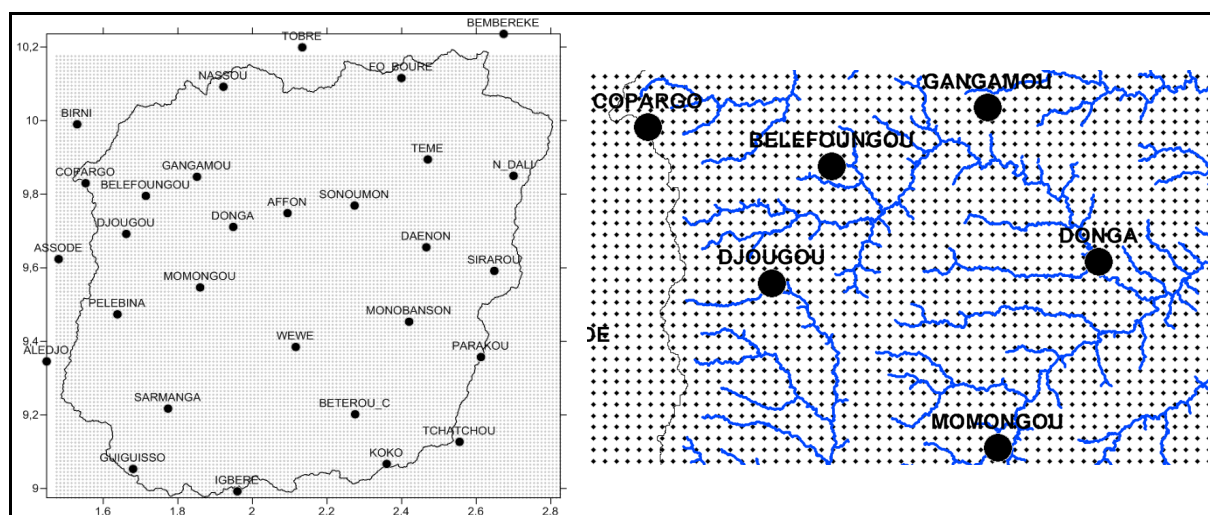 BEMBEREKE
TOBRE
10,2
NASSOU
FO_BOURE
BIRNI
10
TEME
COPARGO
GANGAMOU
N_DALI
BELEFOUNGOU
9,8
AFFON
SONOUMON
DJOUGOU
DONGA
DAENON
ASSODE
9,6
SIRAROU
MOMONGOU
PELEBINA
MONOBANSON
WEWE
PARAKOU
9,4
ALEDJO
SARMANGA
BETEROU_C
9,2
TCHATCHOU
GUIGUISSO
KOKO
IGBERE
9
1.6
1.8
2
2.2
2.4
2.6
2.8
GANGAMOU
COPARGO
BELEFOUNGOU
DONGA
DJOUGOU
DE
MOMONGOU